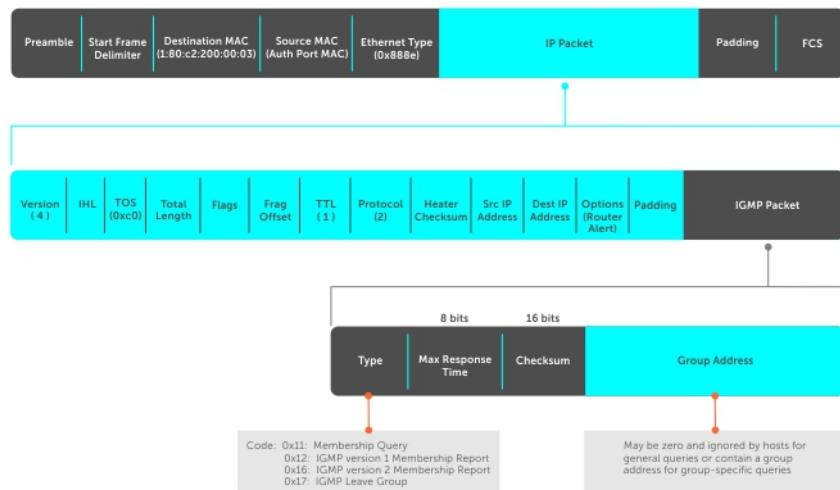 Preamble
Start Frame
Delimiter
Destination MAC
(1:80:c2:200:00:03)
Source MAC
(Auth Port MAC)
Ethernet Type
(0x888e)
IP Packet
Padding
FCS
Version
( 4 )
IHL
TOS
(0xc0)
Total
Length
Flags
Frag
Offset
TTL
( 1 )
Protocol
(2)
Heater
Checksum
Src IP
Address
Dest IP
Address
Options
(Router
Alert)
Padding
IGMP Packet
8 bits
16 bits
Type
Max Response
Time
Checksum
Group Address
Code: 0x11: Membership Query
0x12: IGMP version 1 Membership Report
0x16: IGMP version 2 Membership Report
0x17: IGMP Leave Group
May be zero and ignored by hosts for
general queries or contain a group
address for group-specific queries